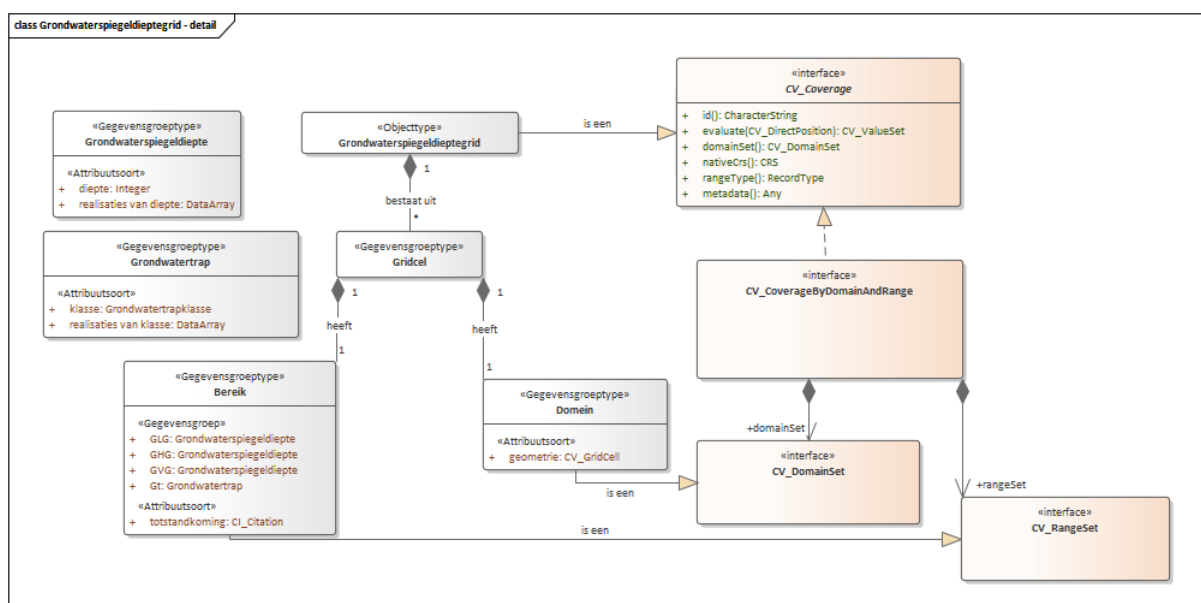 class Grondwaterspiegeldieptegrid - detail
«interface»
CV_Coverage
+ id(): CharacterString
+ evaluate(CV_DirectPosition): CV_ValueSet
+ domainSet(): CV_DomainSet
+ nativeCrs(): CRS
+ rangeType(): RecordType
+ metadata(): Any
«Gegevensgroeptype»
Grondwaterspiegeldiepte
«Attribuutsoort»
+ diepte: Integer
+ realisaties van diepte: DataArray
«Objecttype»
Grondwaterspiegeldieptegrid
is een
1
bestaat uit
*
«Gegevensgroeptype»
Grondwatertrap
«Attribuutsoort»
+ klasse: Grondwatertrapklasse
+ realisaties van klasse: DataArray
«Gegevensgroeptype»
Gridcel
1
heeft
1
1
heeft
1
«interface»
CV_CoverageByDomainAndRange
«Gegevensgroeptype»
Bereik
«Gegevensgroep»
+ GLG: Grondwaterspiegeldiepte
+ GHG: Grondwaterspiegeldiepte
+ GVG: Grondwaterspiegeldiepte
+ Gt: Grondwatertrap
«Attribuutsoort»
+ totstandkoming: CI_Citation
«Gegevensgroeptype»
Domein
«Attribuutsoort»
+ geometrie: CV_GridCell
is een
+domainSet
«interface»
CV_DomainSet
+rangeSet
«interface»
CV_RangeSet
is een